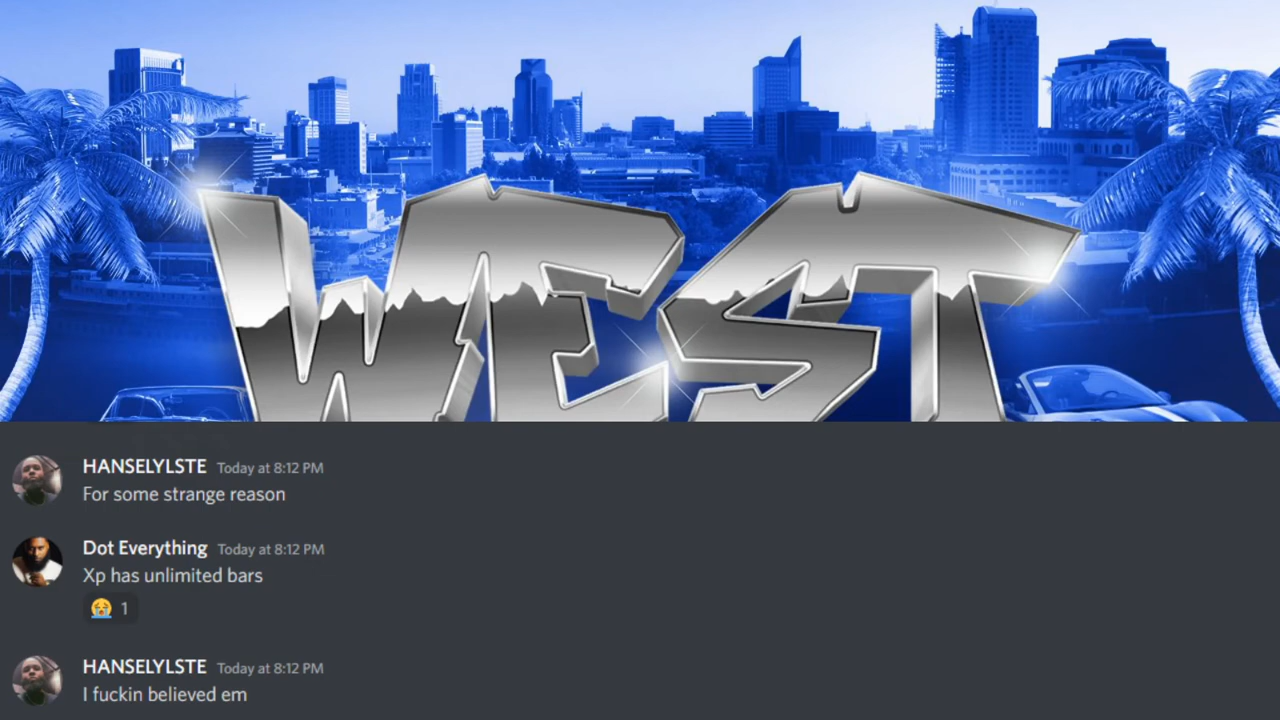 WEST
HANSELYLSTE Today at 8:12 PM
For some strange reason
Dot Everything Today at 8:12 PM
Xp has unlimited bars
😭 1
HANSELYLSTE Today at 8:12 PM
I fuckin believed em